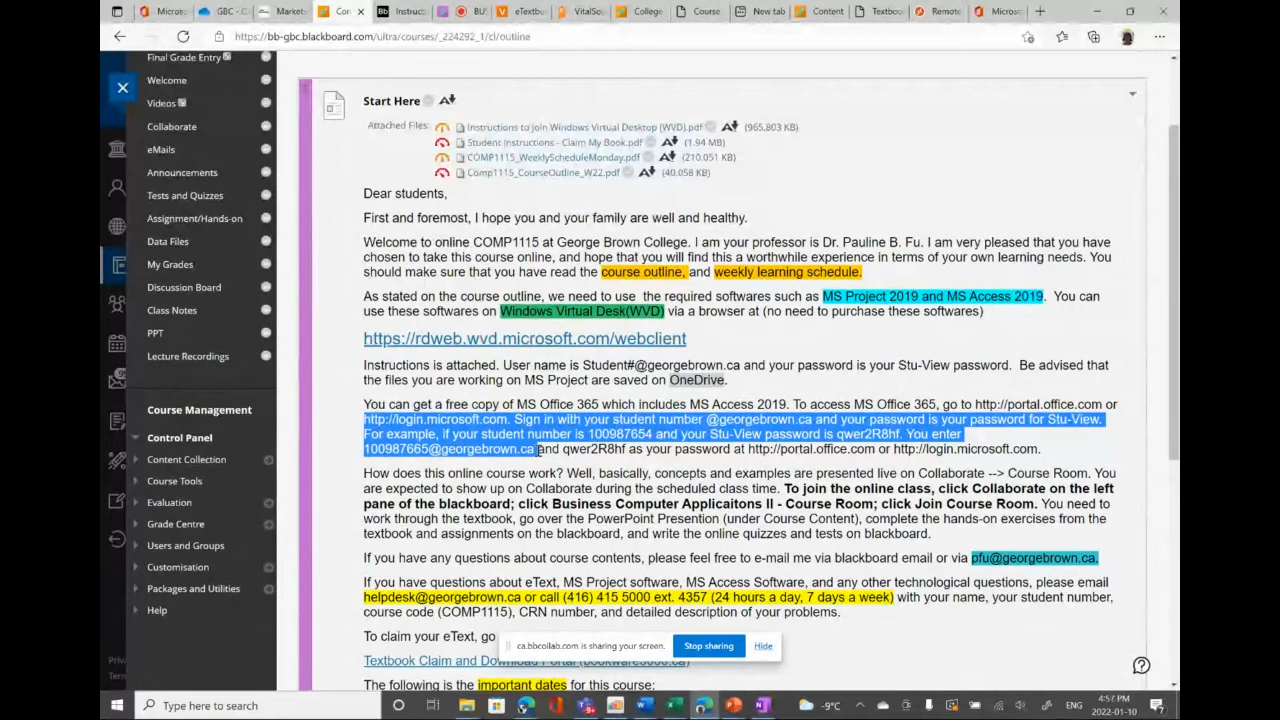 Microso
GBC - C
Markets
Con
Instruct
BUS
eTextbo
VitalSou
College
Course
New tab
Content
Textboo
Remote
Micros
https://bb-gbc.blackboard.com/ultra/courses/_224292_1/cl/outline
Final Grade Entry
Welcome
Videos
Collaborate
eMails
Announcements
Tests and Quizzes
Assignment/Hands-on
Data Files
My Grades
Discussion Board
Class Notes
PPT
Lecture Recordings
Course Management
Control Panel
Content Collection
Course Tools
Evaluation
Grade Centre
Users and Groups
Customisation
Packages and Utilities
Help
Priva
Term
Start Here
Attached Files: Instructions to join Windows Virtual Desktop (WVD).pdf (965.803 KB)
Student Instructions - Claim My Book.pdf (1.94 MB)
COMP1115_WeeklyScheduleMonday.pdf (210.051 KB)
Comp1115_CourseOutline_W22.pdf (40.058 KB)
Dear students,
First and foremost, I hope you and your family are well and healthy.
Welcome to online COMP1115 at George Brown College. I am your professor is Dr. Pauline B. Fu. I am very pleased that you have
chosen to take this course online, and hope that you will find this a worthwhile experience in terms of your own learning needs. You
should make sure that you have read the course outline, and weekly learning schedule.
As stated on the course outline, we need to use the required softwares such as MS Project 2019 and MS Access 2019. You can
use these softwares on Windows Virtual Desk(WVD) via a browser at (no need to purchase these softwares)
https://rdweb.wvd.microsoft.com/webclient
Instructions is attached. User name is Student#@georgebrown.ca and your password is your Stu-View password. Be advised that
the files you are working on MS Project are saved on OneDrive.
You can get a free copy of MS Office 365 which includes MS Access 2019. To access MS Office 365, go to http://portal.office.com or
http://login.microsoft.com. Sign in with your student number @georgebrown.ca and your password is your password for Stu-View.
For example, if your student number is 100987654 and your Stu-View password is qwer2R8hf. You enter
100987665@georgebrown.ca and qwer2R8hf as your password at http://portal.office.com or http://login.microsoft.com.
How does this online course work? Well, basically, concepts and examples are presented live on Collaborate --> Course Room. You
are expected to show up on Collaborate during the scheduled class time. To join the online class, click Collaborate on the left
pane of the blackboard; click Business Computer Applicaitons II - Course Room; click Join Course Room. You need to
work through the textbook, go over the PowerPoint Presention (under Course Content), complete the hands-on exercises from the
textbook and assignments on the blackboard, and write the online quizzes and tests on blackboard.
If you have any questions about course contents, please feel free to e-mail me via blackboard email or via pfu@georgebrown.ca.
If you have questions about eText, MS Project software, MS Access Software, and any other technological questions, please email
helpdesk@georgebrown.ca or call (416) 415 5000 ext. 4357 (24 hours a day, 7 days a week) with your name, your student number,
course code (COMP1115), CRN number, and detailed description of your problems.
To claim your eText, go
Textbook Claim and Download Portal (bookware3000.ca)
The following is the important dates for this course:
ca.bbcollab.com is sharing your screen. Stop sharing Hide
Type here to search
-9°C
ENG
4:57 PM
2022-01-10